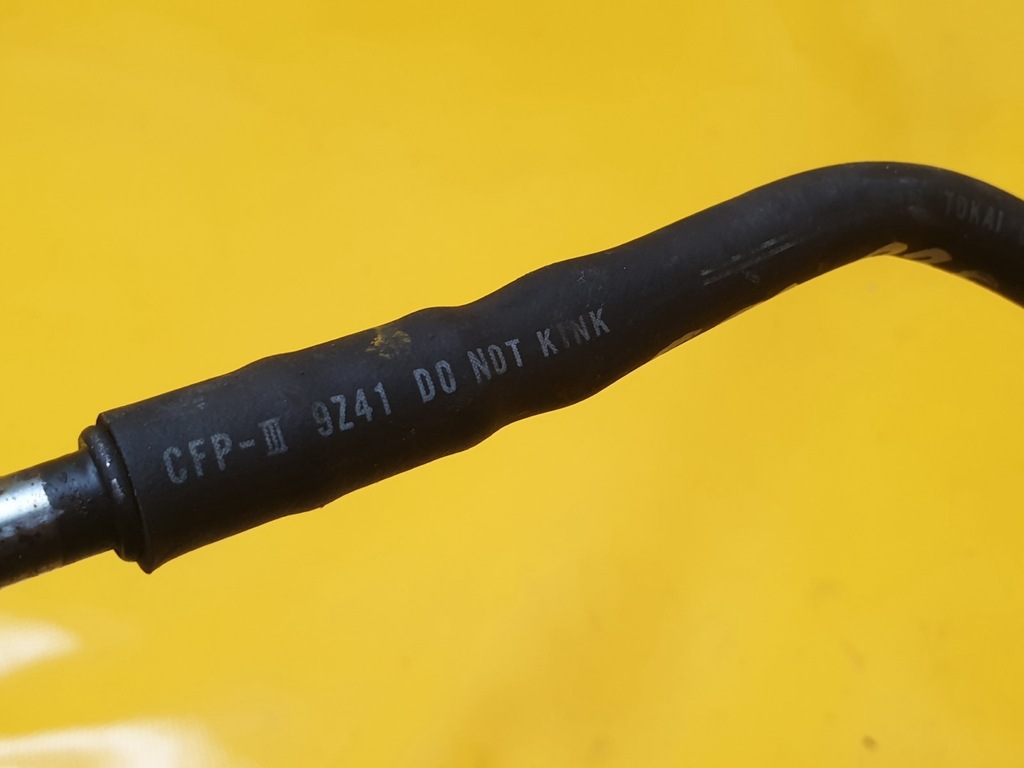 CFP-III 9Z41 DO NOT KINK
TOKAI